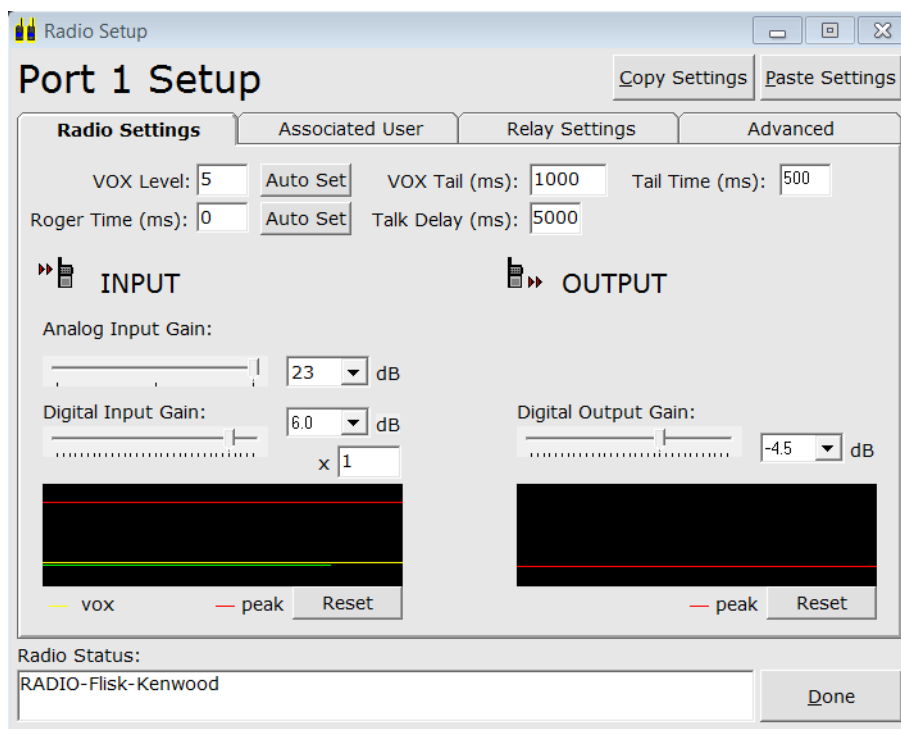 Radio Setup
Port 1 Setup
Copy Settings
Paste Settings
Radio Settings
Associated User
Relay Settings
Advanced
VOX Level: 5 Auto Set VOX Tail (ms): 1000 Tail Time (ms): 500
Roger Time (ms): 0 Auto Set Talk Delay (ms): 5000
INPUT
OUTPUT
Analog Input Gain:
23 dB
Digital Input Gain:
6.0 dB
x 1
Digital Output Gain:
-4.5 dB
vox peak Reset
peak Reset
Radio Status:
RADIO-Flisk-Kenwood
Done